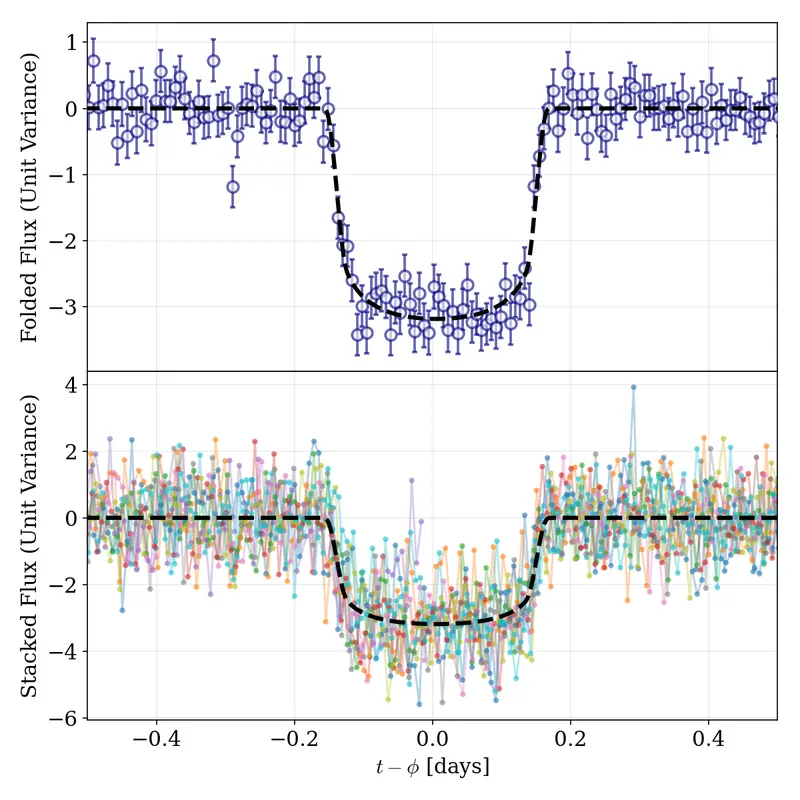 Folded Flux (Unit Variance)
1
0
−1
−2
−3
Stacked Flux (Unit Variance)
4
2
0
−2
−4
−6
−0.4 −0.2 0.0 0.2 0.4
t − ϕ [days]